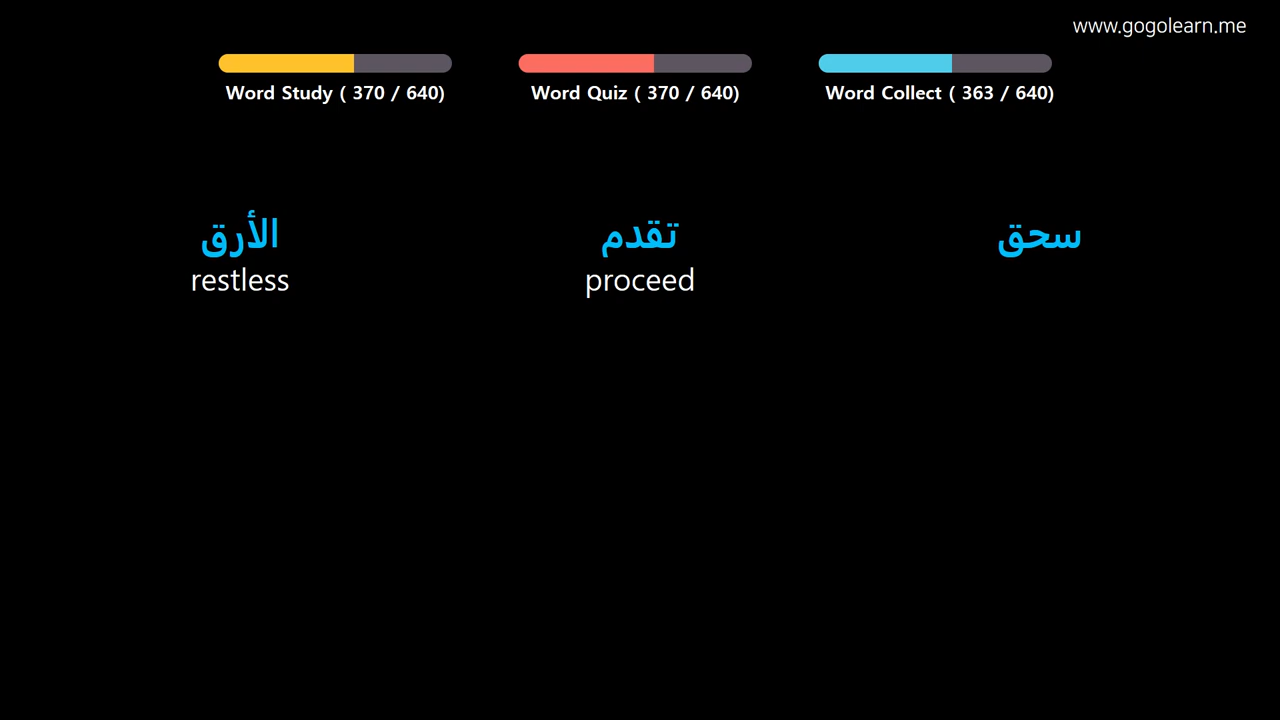 www.gogolearn.me
Word Study ( 370 / 640)
Word Quiz ( 370 / 640)
Word Collect ( 363 / 640)
الأرق
restless
تقدم
proceed
سحق